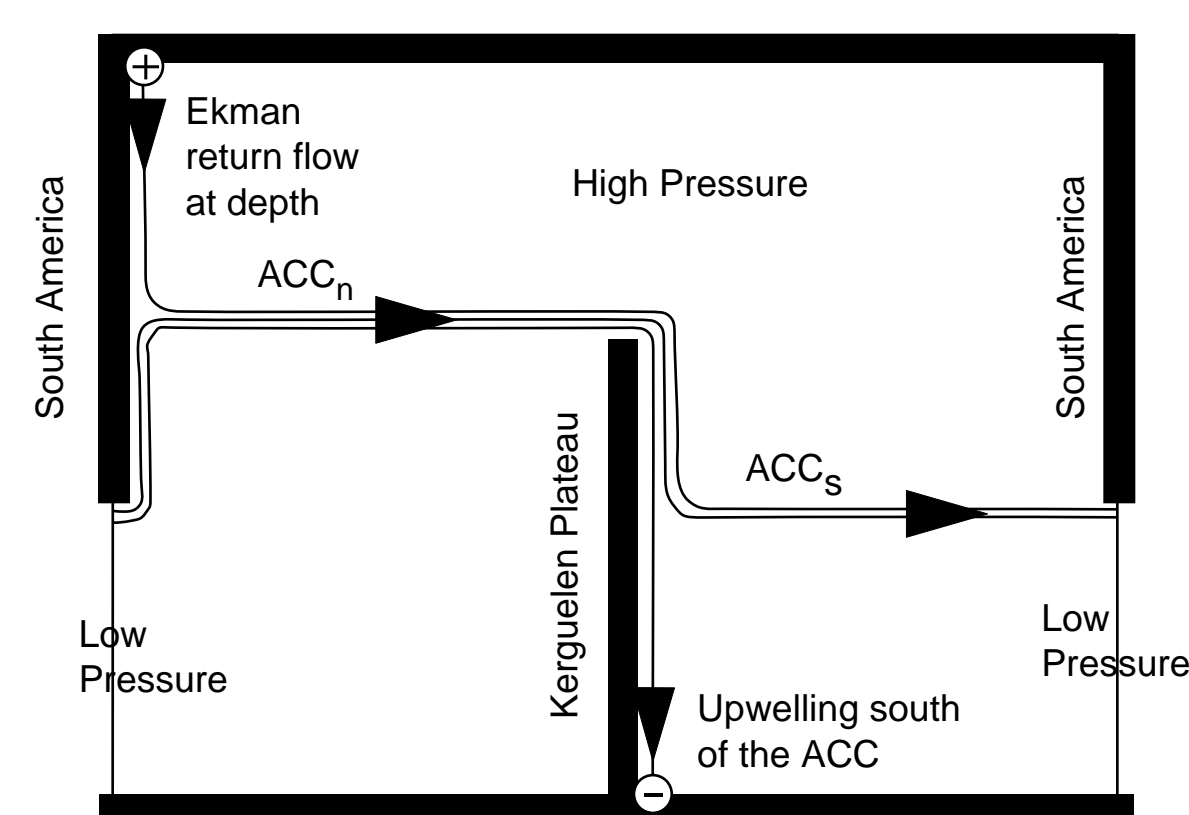 +
Ekman
return flow
at depth
High Pressure
South America
South America
ACCn
ACCs
Kerguelen Plateau
Low
Pressure
Low
Pressure
Upwelling south
of the ACC
−